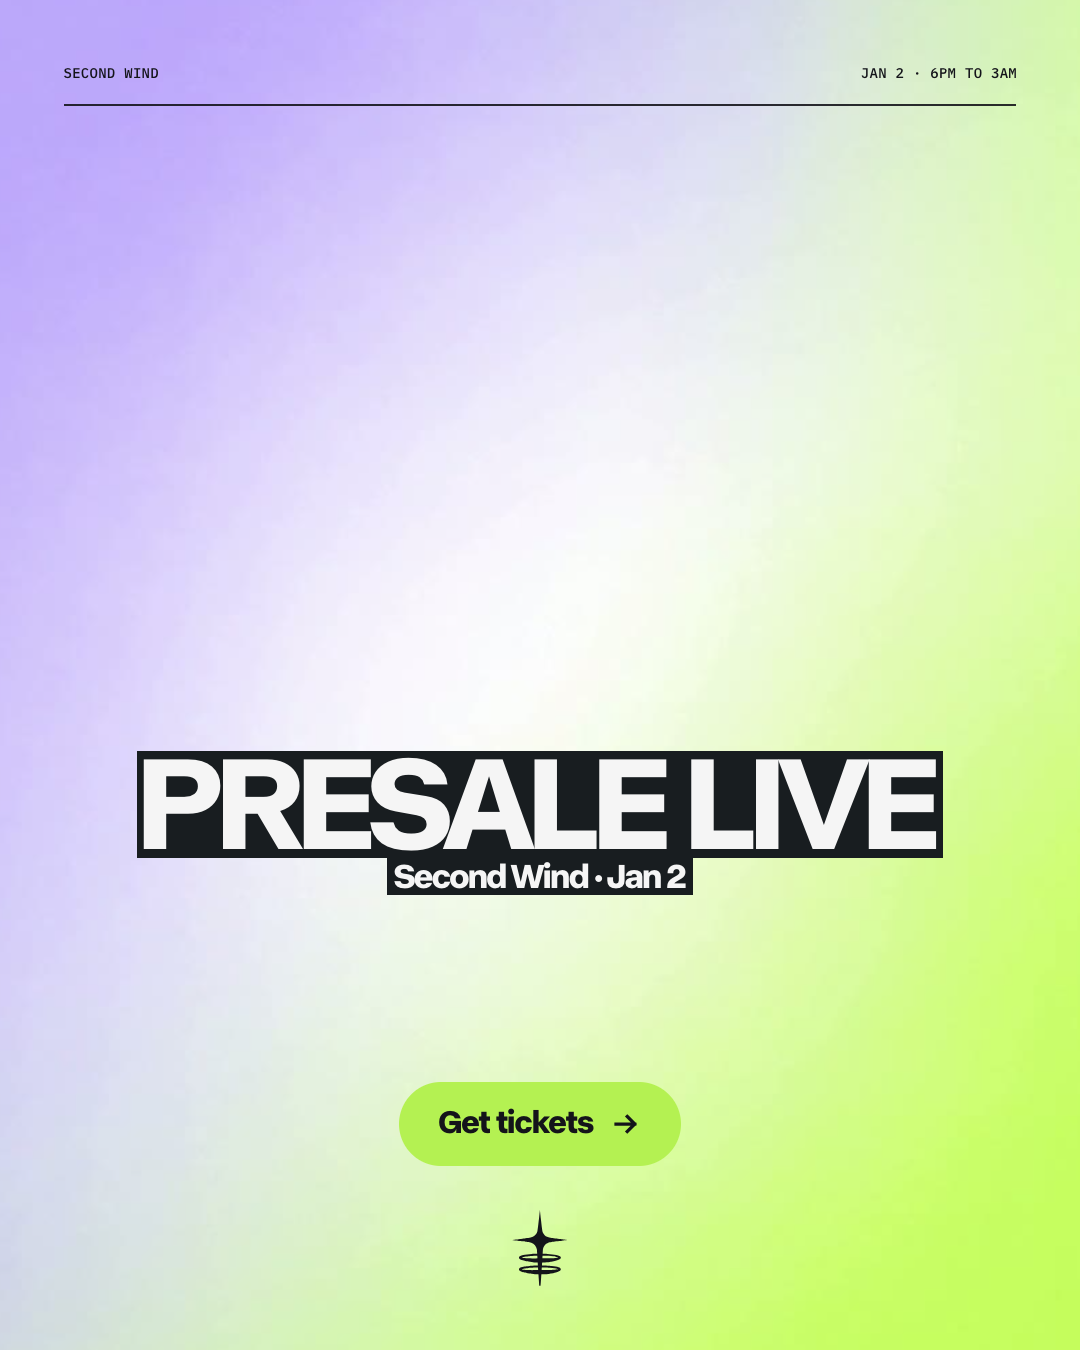 SECOND WIND
JAN 2 · 6PM TO 3AM
PRESALE LIVE
Second Wind · Jan 2
Get tickets →